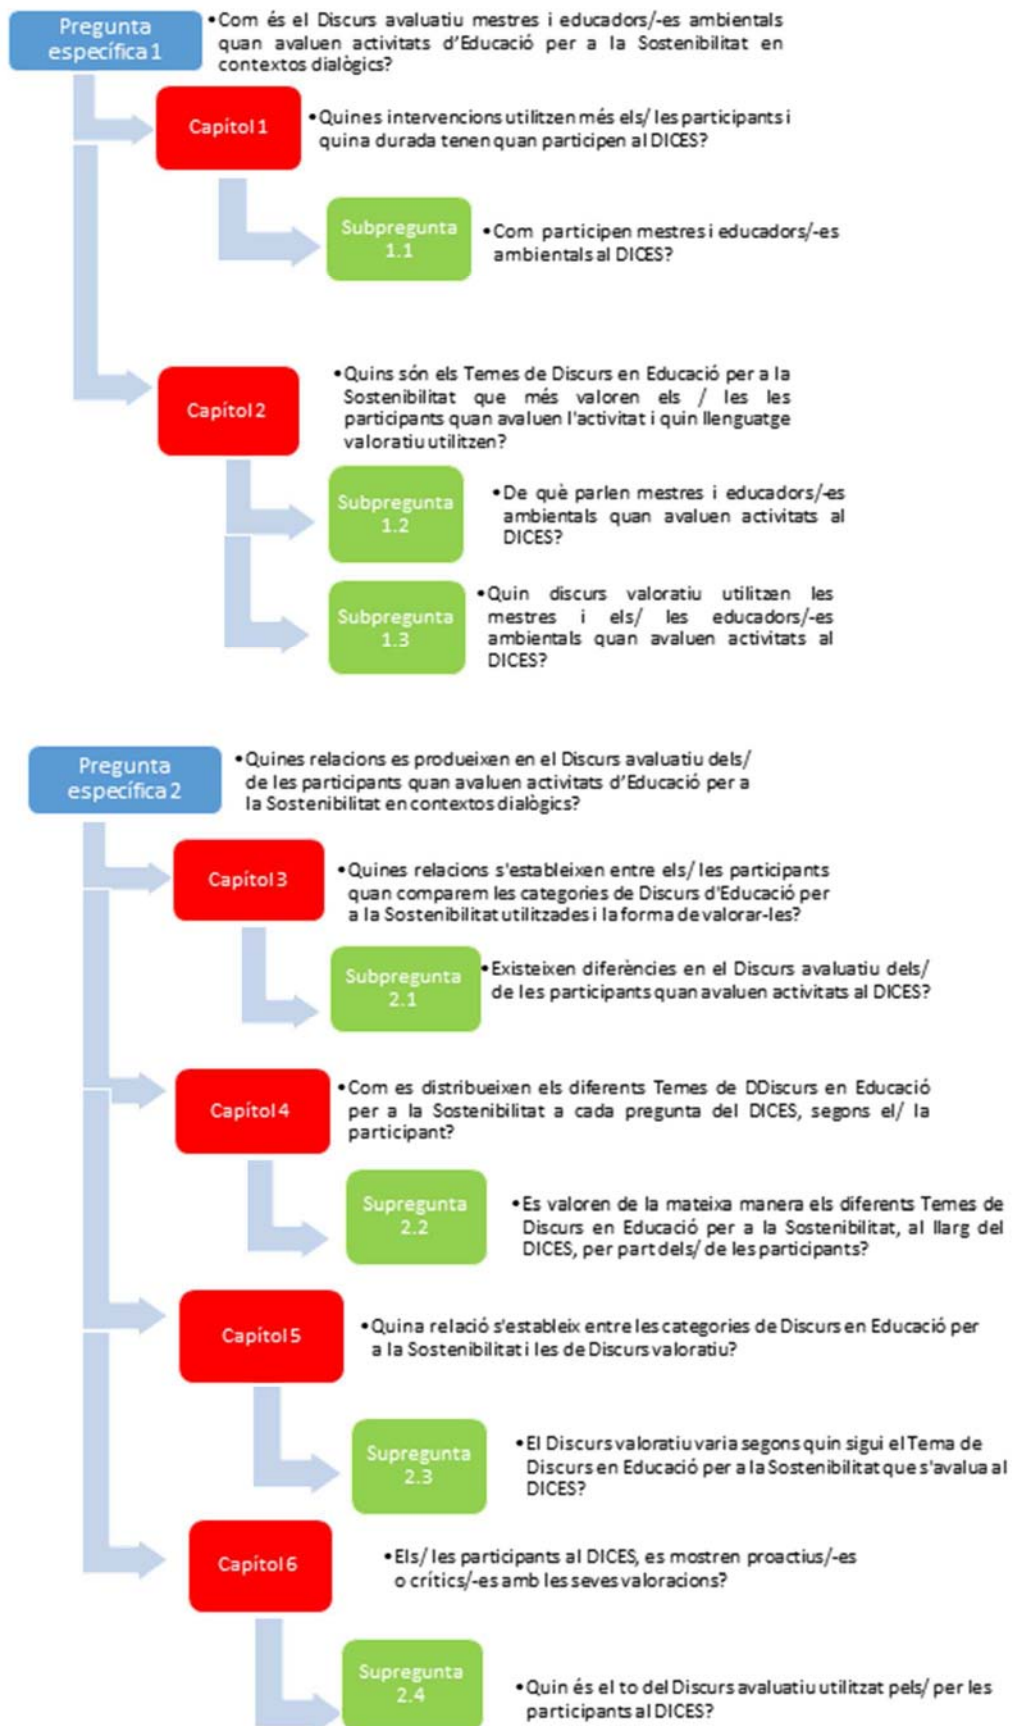 Pregunta
específica 1
•Com és el Discurs avaluatiu mestres i educadors/-es ambientals
quan avaluen activitats d’Educació per a la Sostenibilitat en
contextos dialògics?
Capítol 1
•Quines intervencions utilitzen més els/ les participants i
quina durada tenen quan participen al DICES?
Subpregunta
1.1
•Com participen mestres i educadors/-es
ambientals al DICES?
Capítol 2
•Quins són els Temes de Discurs en Educació per a la
Sostenibilitat que més valoren els / les les
participants quan avaluen l'activitat i quin llenguatge
valoratiu utilitzen?
Subpregunta
1.2
•De què parlen mestres i educadors/-es
ambientals quan avaluen activitats al
DICES?
Subpregunta
1.3
•Quin discurs valoratiu utilitzen les
mestres i els/ les educadors/-es
ambientals quan avaluen activitats al
DICES?
Pregunta
específica 2
•Quines relacions es produeixen en el Discurs avaluatiu dels/
de les participants quan avaluen activitats d’Educació per a
la Sostenibilitat en contextos dialògics?
Capítol 3
•Quines relacions s'estableixen entre els/ les participants
quan comparem les categories de Discurs d'Educació per
a la Sostenibilitat utilitzades i la forma de valorar-les?
Subpregunta
2.1
•Existeixen diferències en el Discurs avaluatiu dels/
de les participants quan avaluen activitats al DICES?
Capítol 4
•Com es distribueixen els diferents Temes de DDiscurs en Educació
per a la Sostenibilitat a cada pregunta del DICES, segons el/ la
participant?
Supregunta
2.2
•Es valoren de la mateixa manera els diferents Temes de
Discurs en Educació per a la Sostenibilitat, al llarg del
DICES, per part dels/ de les participants?
Capítol 5
•Quina relació s'estableix entre les categories de Discurs en Educació per
a la Sostenibilitat i les de Discurs valoratiu?
Supregunta
2.3
•El Discurs valoratiu varia segons quin sigui el Tema de
Discurs en Educació per a la Sostenibilitat que s'avalua al
DICES?
Capítol 6
•Els/ les participants al DICES, es mostren proactius/-es
o crítics/-es amb les seves valoracions?
Supregunta
2.4
•Quin és el to del Discurs avaluatiu utilitzat pels/ per les
participants al DICES?